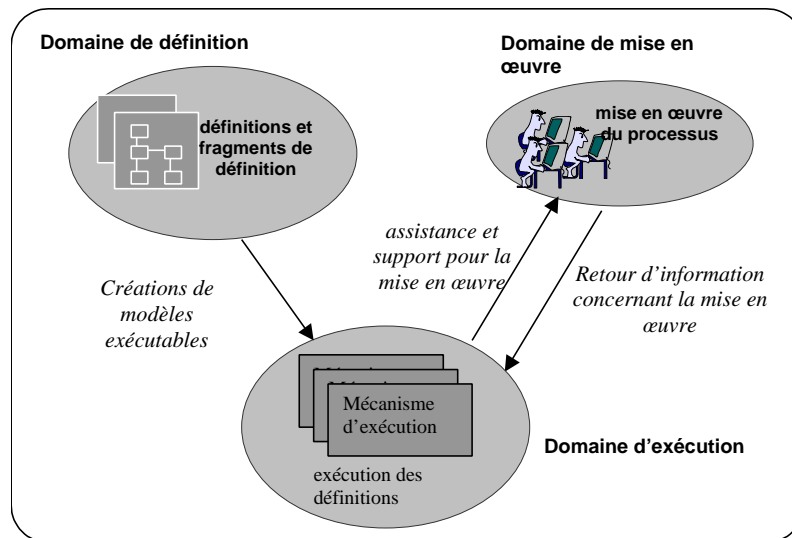 Domaine de définition
Domaine de mise en
œuvre
définitions et
fragments de
définition
mise en œuvre
du processus
assistance et
support pour la
mise en œuvre
Retour d'information
concernant la mise en
œuvre
Créations de
modèles
exécutables
Mécanisme
d'exécution
exécution des
définitions
Domaine d'exécution